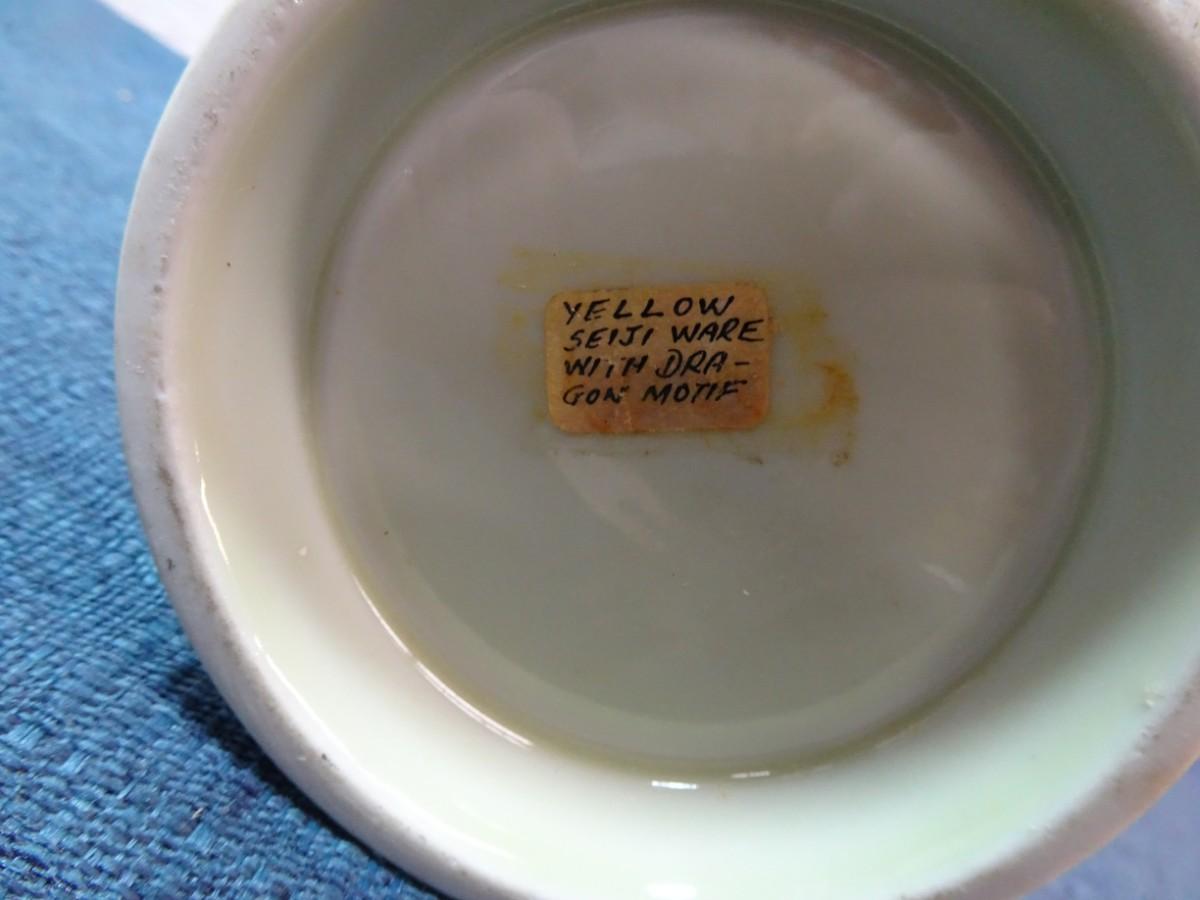 YELLOW
SEIJI WARE
WITH DRA-
GON MOTIF